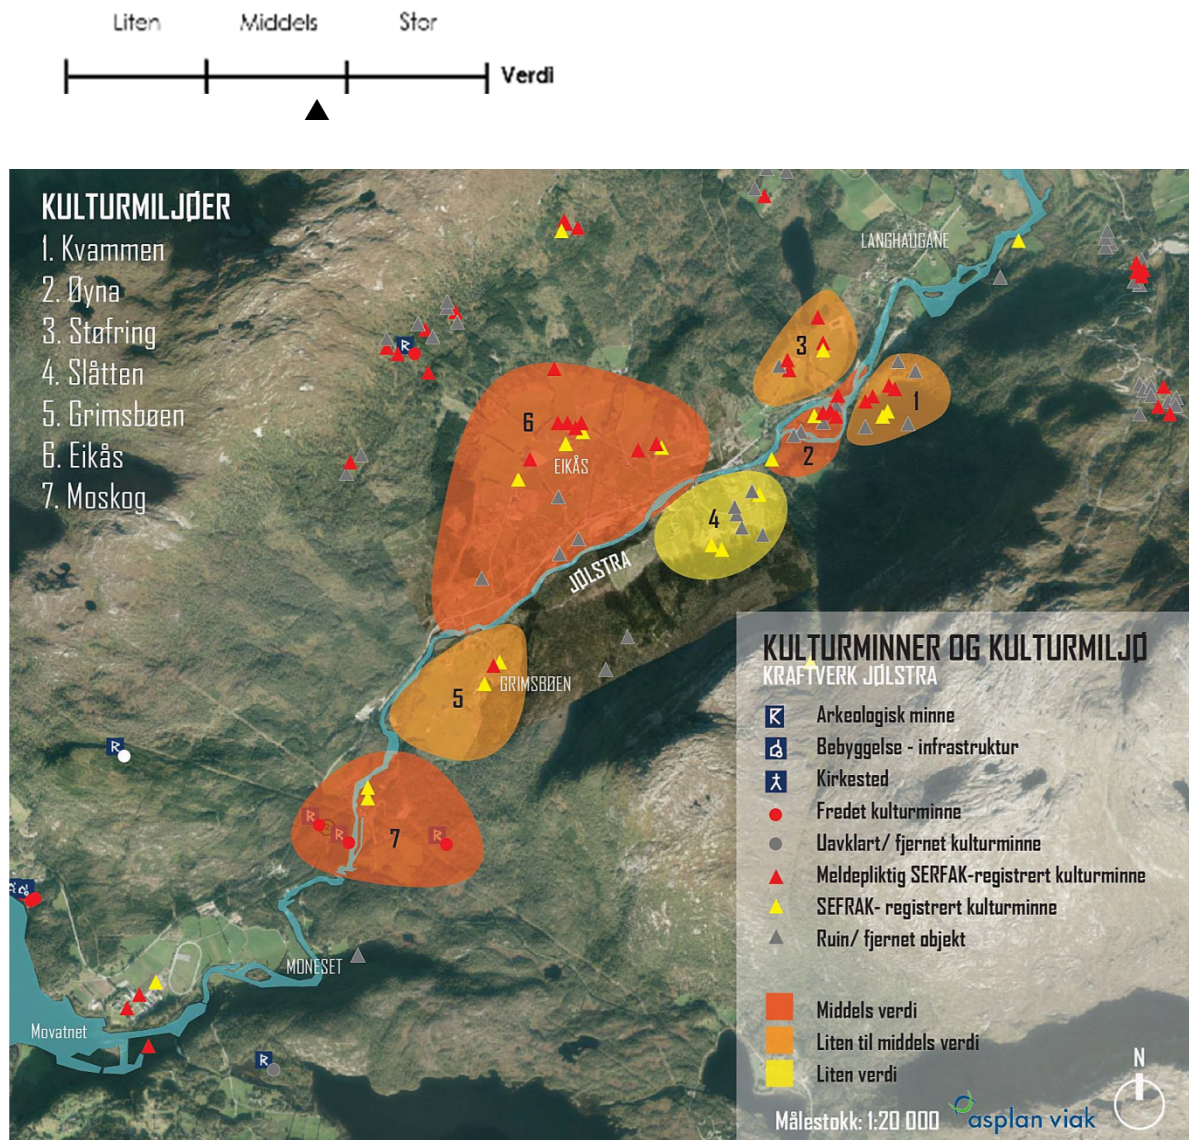 Liten Middels Stor
Verdi
KULTURMILJØER
1. Kvammen
2. Øyna
3. Støfring
4. Slåtten
5. Grimsbøen
6. Eikås
7. Moskog
LANGHAUGANE
3
1
6
EIKÅS
2
4
JØLSTRA
GRIMSBØEN
5
7
MONESET
Movatnet
KULTURMINNER OG KULTURMILJØ
KRAFTVERK JØLSTRA
R Arkeologisk minne
Bebyggelse - infrastruktur
Kirkested
Fredet kulturminne
Uavklart/ fjernet kulturminne
Meldepliktig SERFAK-registrert kulturminne
SEFRAK- registrert kulturminne
Ruin/ fjernet objekt
Middels verdi
Liten til middels verdi
Liten verdi
N
Målestokk: 1:20 000
asplan viak